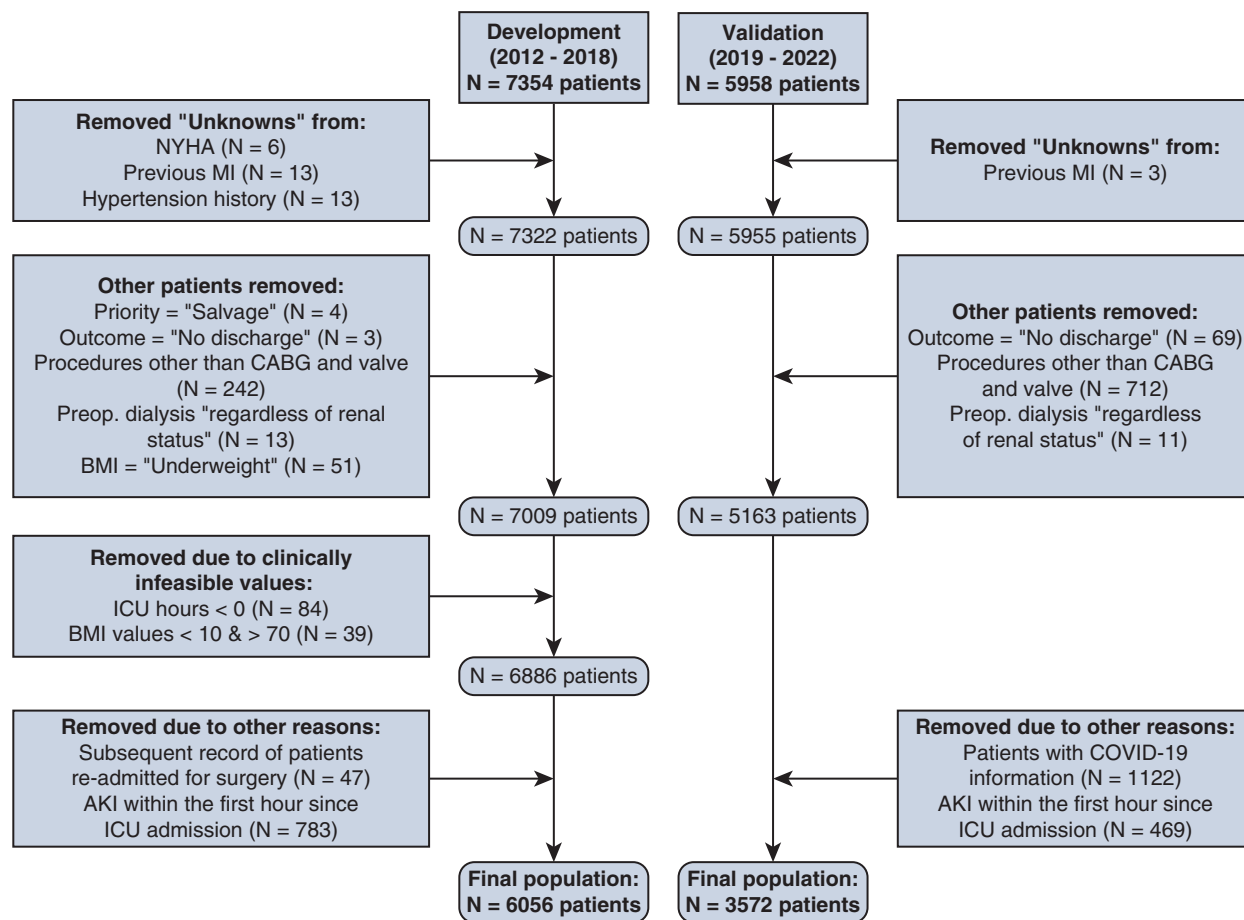 Development
(2012 - 2018)
N = 7354 patients
Validation
(2019 - 2022)
N = 5958 patients
Removed "Unknowns" from:
NYHA (N = 6)
Previous MI (N = 13)
Hypertension history (N = 13)
Removed "Unknowns" from:
Previous MI (N = 3)
N = 7322 patients
N = 5955 patients
Other patients removed:
Priority = "Salvage" (N = 4)
Outcome = "No discharge" (N = 3)
Procedures other than CABG and valve
(N = 242)
Preop. dialysis "regardless of renal
status" (N = 13)
BMI = "Underweight" (N = 51)
Other patients removed:
Outcome = "No discharge" (N = 69)
Procedures other than CABG
and valve (N = 712)
Preop. dialysis "regardless
of renal status" (N = 11)
N = 7009 patients
N = 5163 patients
Removed due to clinically
infeasible values:
ICU hours < 0 (N = 84)
BMI values < 10 & > 70 (N = 39)
N = 6886 patients
Removed due to other reasons:
Subsequent record of patients
re-admitted for surgery (N = 47)
AKI within the first hour since
ICU admission (N = 783)
Removed due to other reasons:
Patients with COVID-19
information (N = 1122)
AKI within the first hour since
ICU admission (N = 469)
Final population:
N = 6056 patients
Final population:
N = 3572 patients